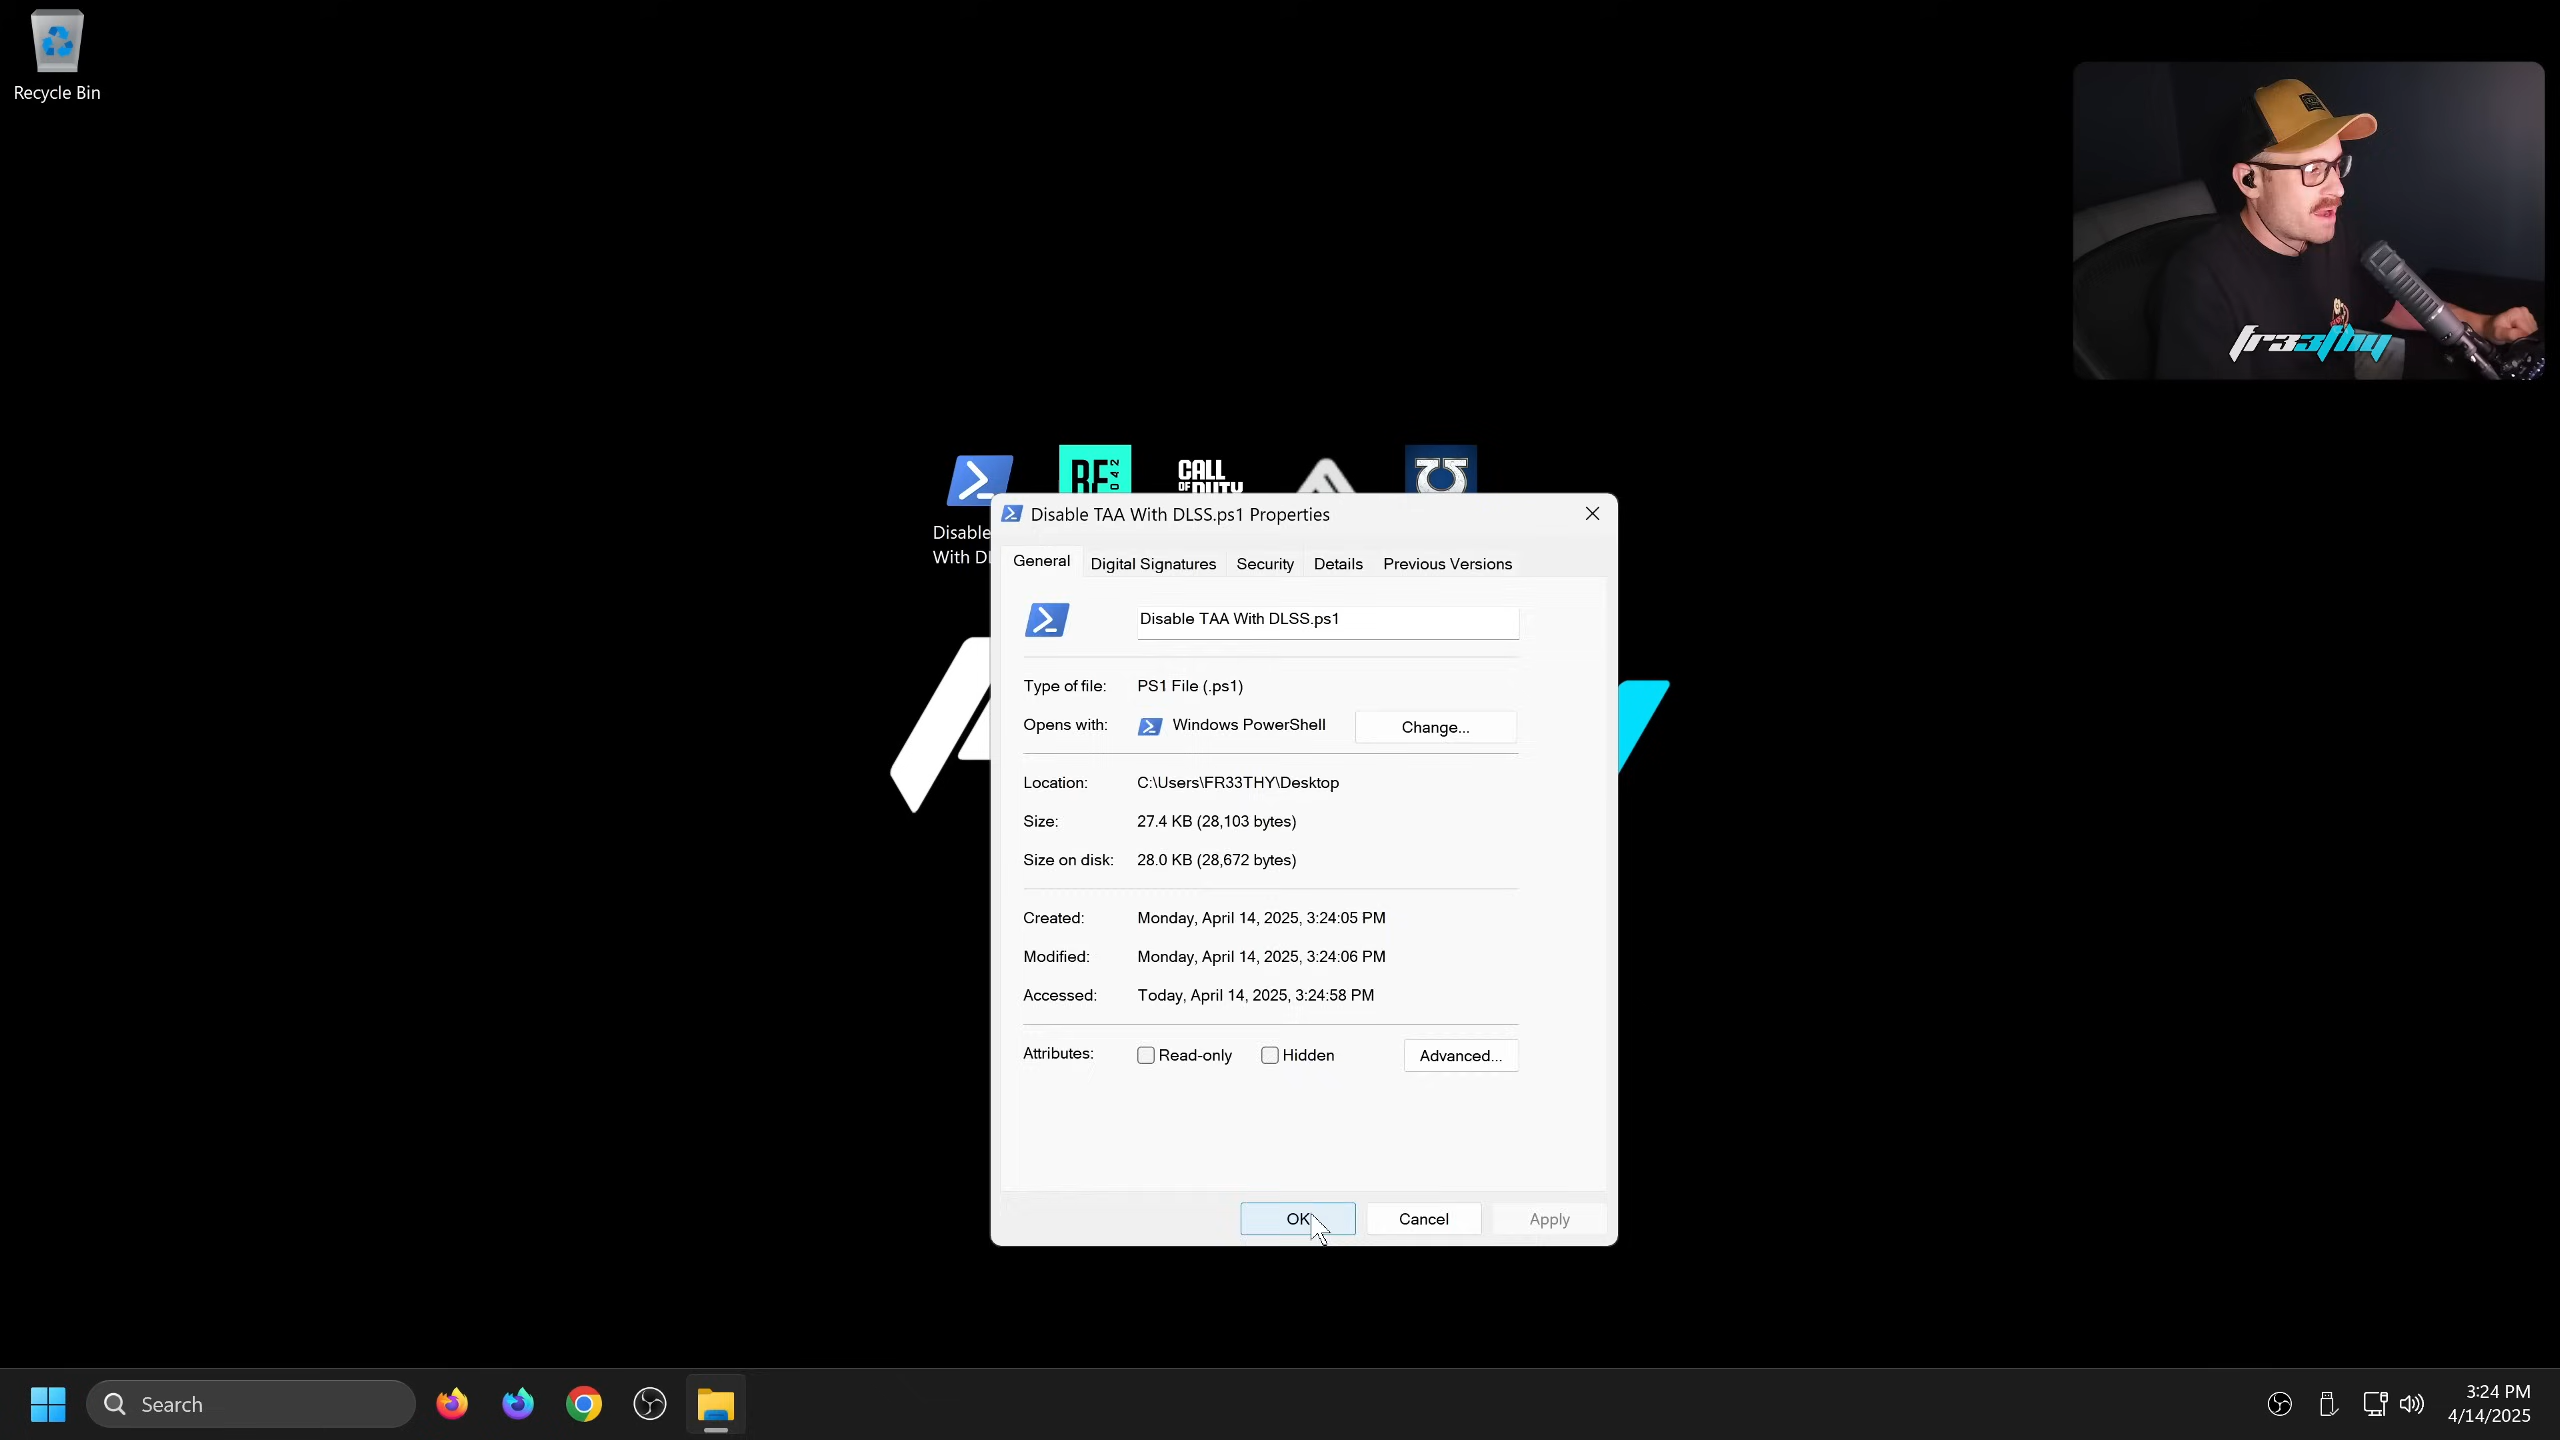 Recycle Bin
fr33thy
BF
2042
CALL
OF DUTY
Disable
With
Disable TAA With DLSS.ps1 Properties
General
Digital Signatures
Security
Details
Previous Versions
Disable TAA With DLSS.ps1
Type of file:
PS1 File (.ps1)
Opens with:
Windows PowerShell
Change...
Location:
C:\Users\FR33THY\Desktop
Size:
27.4 KB (28,103 bytes)
Size on disk:
28.0 KB (28,672 bytes)
Created:
Monday, April 14, 2025, 3:24:05 PM
Modified:
Monday, April 14, 2025, 3:24:06 PM
Accessed:
Today, April 14, 2025, 3:24:58 PM
Attributes:
Read-only
Hidden
Advanced...
OK
Cancel
Apply
Search
3:24 PM
4/14/2025